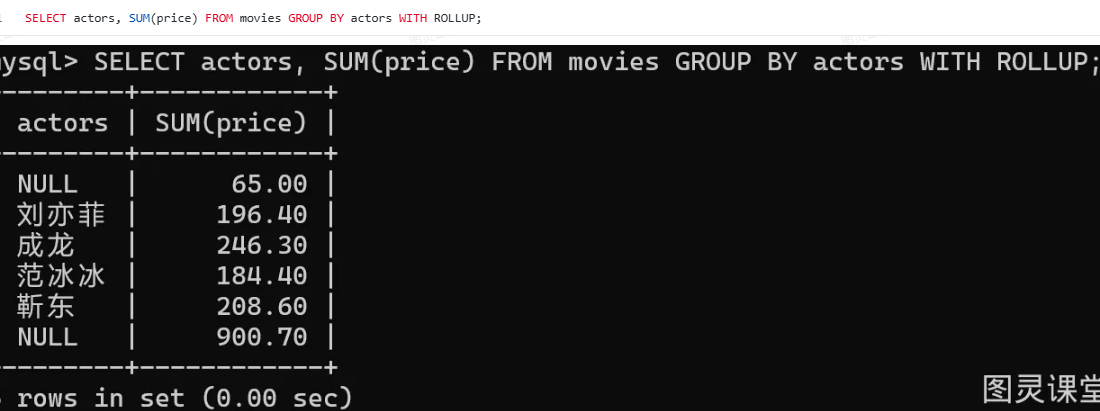 SELECT actors, SUM(price) FROM movies GROUP BY actors WITH ROLLUP;
mysql> SELECT actors, SUM(price) FROM movies GROUP BY actors WITH ROLLUP;
---------+------------+
actors | SUM(price) |
---------+------------+
NULL | 65.00 |
刘亦菲 | 196.40 |
成龙 | 246.30 |
范冰冰 | 184.40 |
靳东 | 208.60 |
NULL | 900.70 |
---------+------------+
rows in set (0.00 sec)
图灵课堂